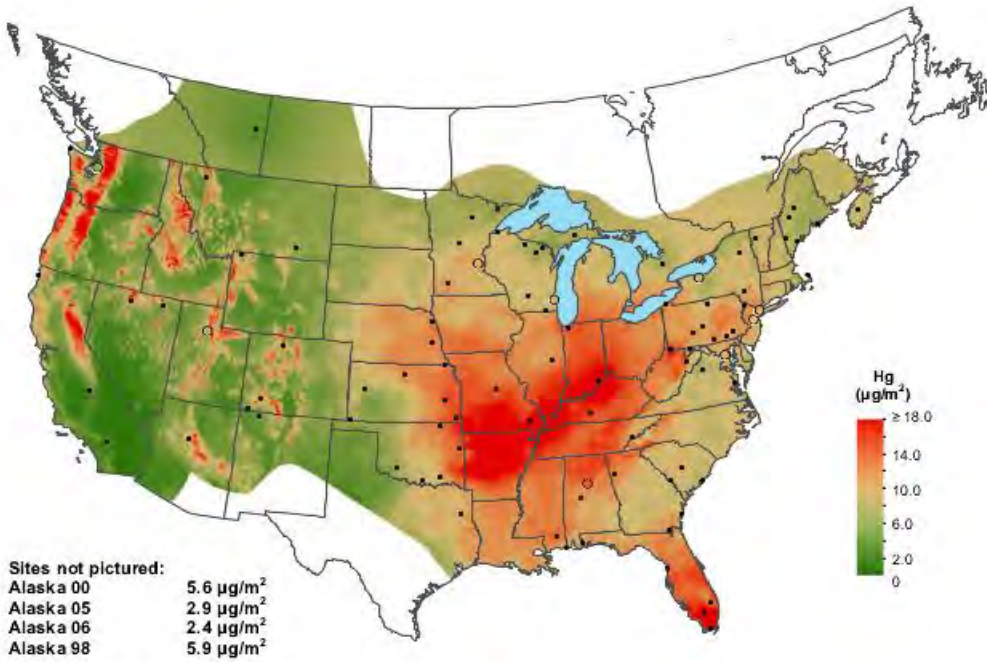 Hg
(µg/m²)
≥ 18.0
14.0
10.0
6.0
2.0
0
Sites not pictured:
Alaska 00 5.6 µg/m²
Alaska 05 2.9 µg/m²
Alaska 06 2.4 µg/m²
Alaska 98 5.9 µg/m²